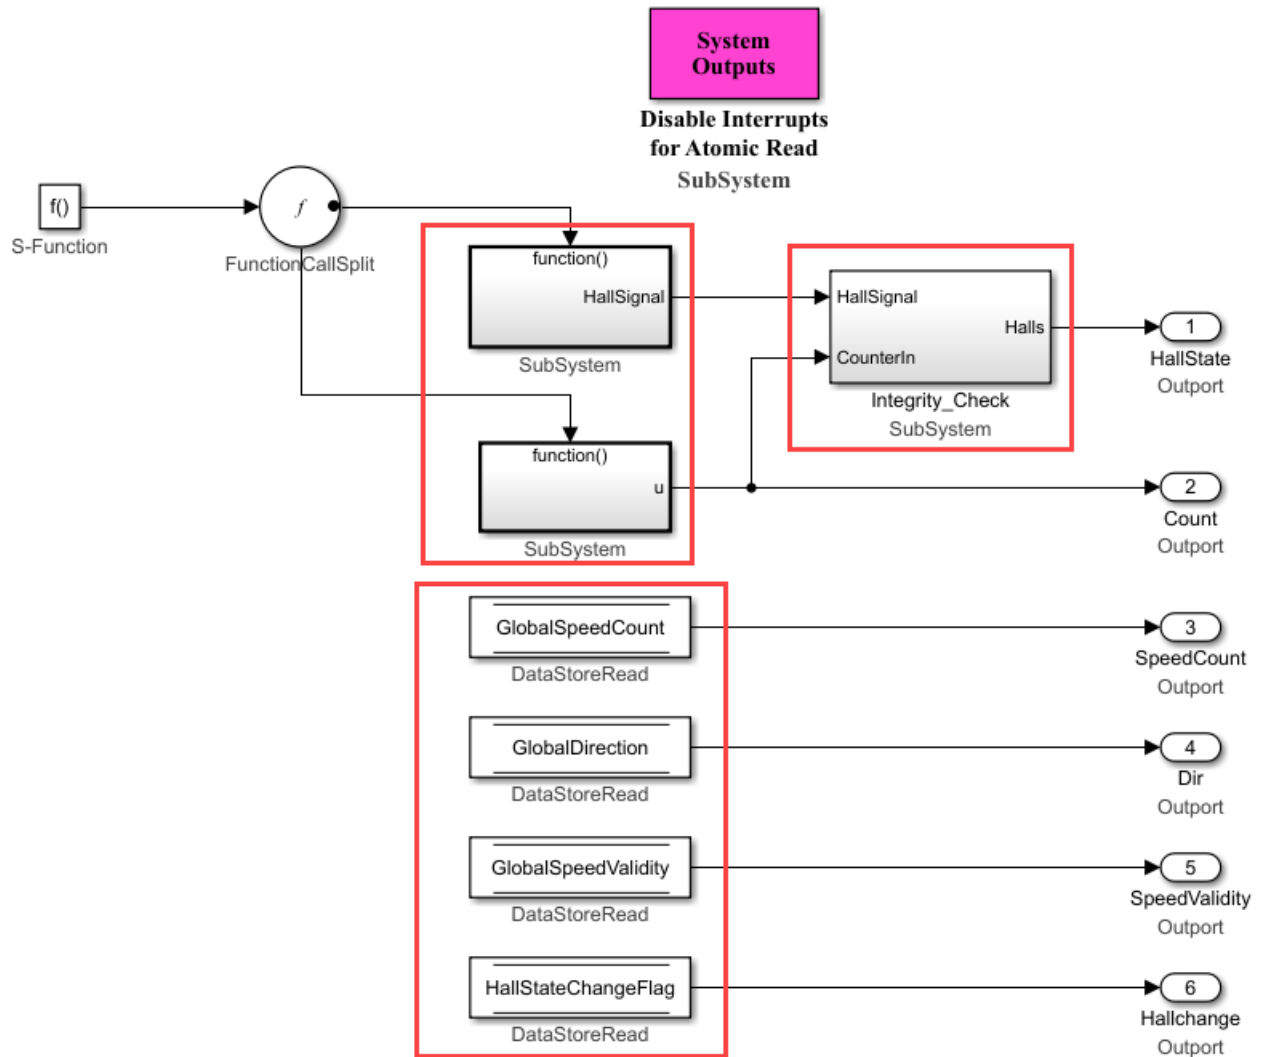 System
Outputs
Disable Interrupts
for Atomic Read
SubSystem
f()
S-Function
f
FunctionCallSplit
function()
HallSignal
SubSystem
HallSignal
CounterIn
Halls
Integrity_Check
SubSystem
1
HallState
Outport
function()
u
SubSystem
2
Count
Outport
GlobalSpeedCount
DataStoreRead
3
SpeedCount
Outport
GlobalDirection
DataStoreRead
4
Dir
Outport
GlobalSpeedValidity
DataStoreRead
5
SpeedValidity
Outport
HallStateChangeFlag
DataStoreRead
6
Hallchange
Outport